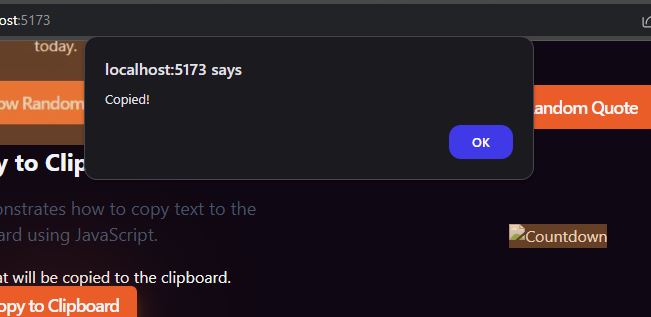 ost:5173
today.
localhost:5173 says
Copied!
OK
ow Random
andom Quote
y to Clip
onstrates how to copy text to the
ard using JavaScript.
Countdown
at will be copied to the clipboard.
opy to Clipboard